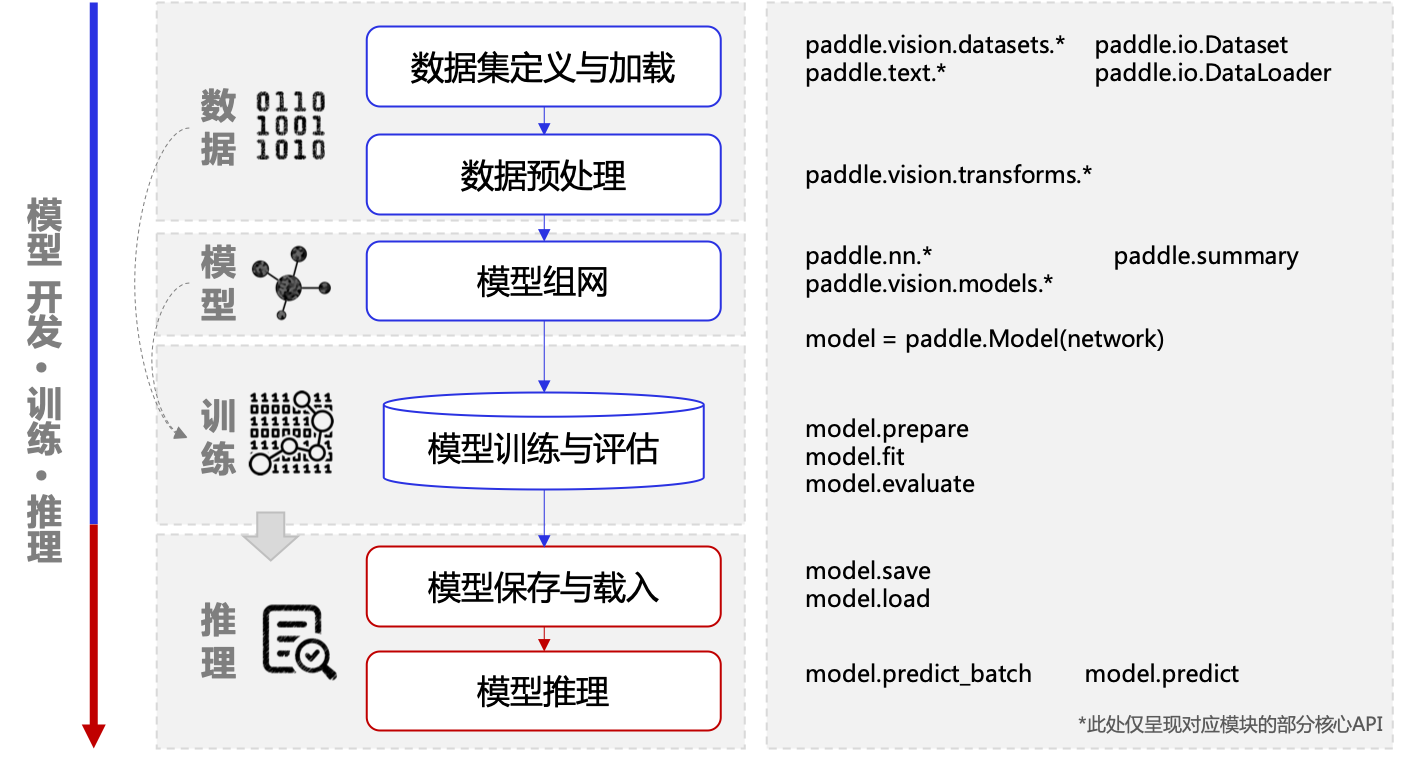 模型开发·训练·推理
数据
0110
1001
1010
数据集定义与加载
数据预处理
模型
模型组网
训练
模型训练与评估
推理
模型保存与载入
模型推理
paddle.vision.datasets.* paddle.io.Dataset
paddle.text.* paddle.io.DataLoader
paddle.vision.transforms.*
paddle.nn.* paddle.summary
paddle.vision.models.*
model = paddle.Model(network)
model.prepare
model.fit
model.evaluate
model.save
model.load
model.predict_batch model.predict
*此处仅呈现对应模块的部分核心API